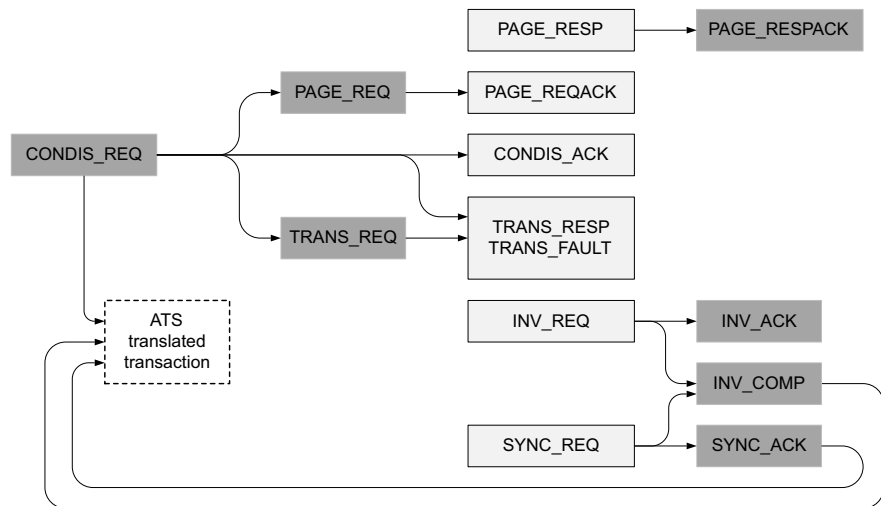 PAGE_RESP
PAGE_RESPACK
PAGE_REQ
PAGE_REQACK
CONDIS_REQ
CONDIS_ACK
TRANS_REQ
TRANS_RESP
TRANS_FAULT
ATS
translated
transaction
INV_REQ
INV_ACK
INV_COMP
SYNC_REQ
SYNC_ACK